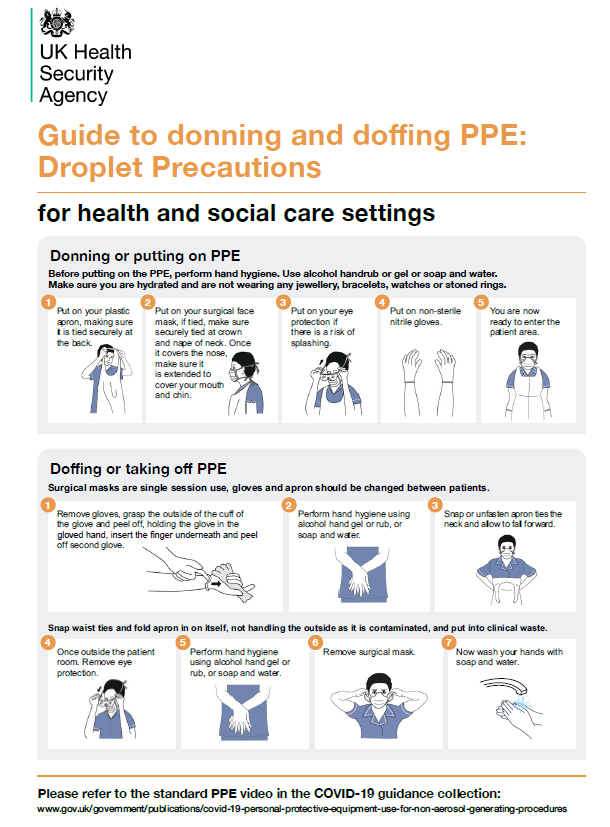 UK Health
Security
Agency
Guide to donning and doffing PPE:
Droplet Precautions
for health and social care settings
Donning or putting on PPE
Before putting on the PPE, perform hand hygiene. Use alcohol handrub or gel or soap and water.
Make sure you are hydrated and are not wearing any jewellery, bracelets, watches or stoned rings.
1
Put on your plastic
apron, making sure
it is tied securely at
the back.
2
Put on your surgical face
mask, if tied, make sure
securely tied at crown
and nape of neck. Once
it covers the nose,
make sure it
is extended to
cover your mouth
and chin.
3
Put on your eye
protection if
there is a risk of
splashing.
4
Put on non-sterile
nitrile gloves.
5
You are now
ready to enter the
patient area.
Doffing or taking off PPE
Surgical masks are single session use, gloves and apron should be changed between patients.
1
Remove gloves, grasp the outside of the cuff of
the glove and peel off, holding the glove in the
gloved hand, insert the finger underneath and peel
off second glove.
2
Perform hand hygiene using
alcohol hand gel or rub, or
soap and water.
3
Snap or unfasten apron ties the
neck and allow to fall forward.
Snap waist ties and fold apron in on itself, not handling the outside as it is contaminated, and put into clinical waste.
4
Once outside the patient
room. Remove eye
protection.
5
Perform hand hygiene
using alcohol hand gel or
rub, or soap and water.
6
Remove surgical mask.
7
Now wash your hands with
soap and water.
Please refer to the standard PPE video in the COVID-19 guidance collection:
www.gov.uk/government/publications/covid-19-personal-protective-equipment-use-for-non-aerosol-generating-procedures